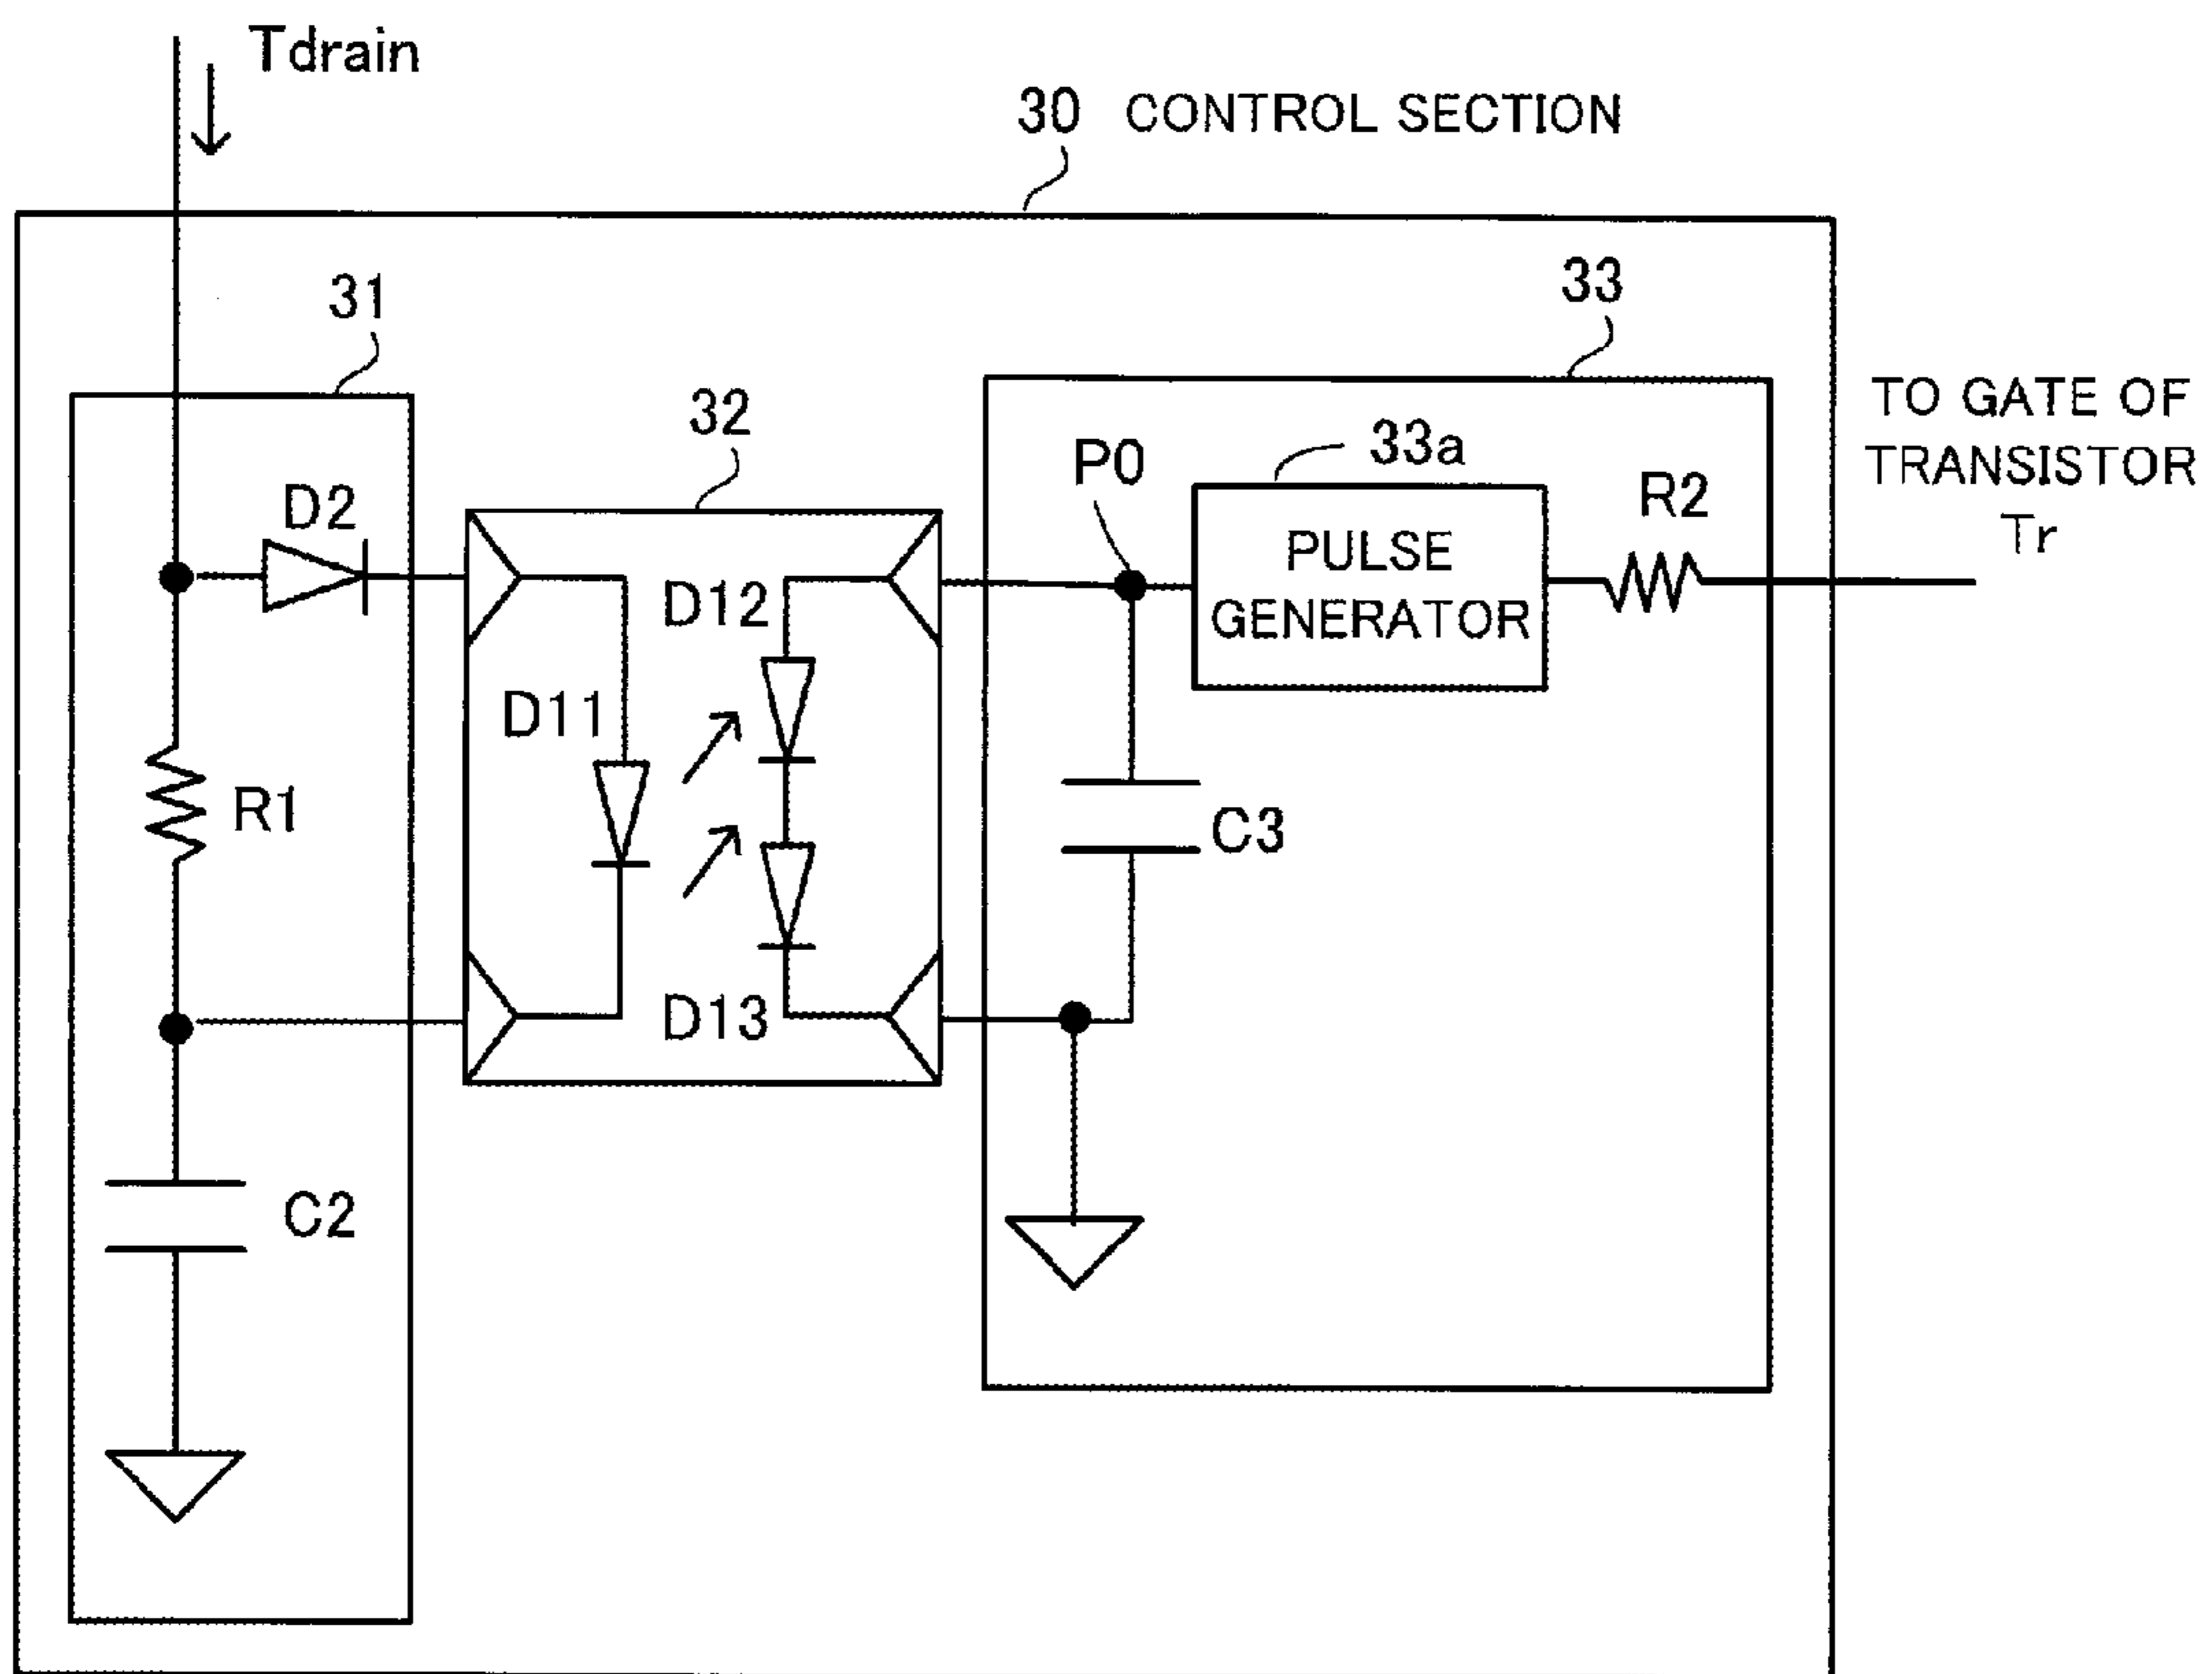 Tdrain
30 CONTROL SECTION
31
33
32
P0
33a
TO GATE OF
TRANSISTOR
Tr
D2
R2
PULSE
GENERATOR
D12
D11
R1
C3
D13
C2